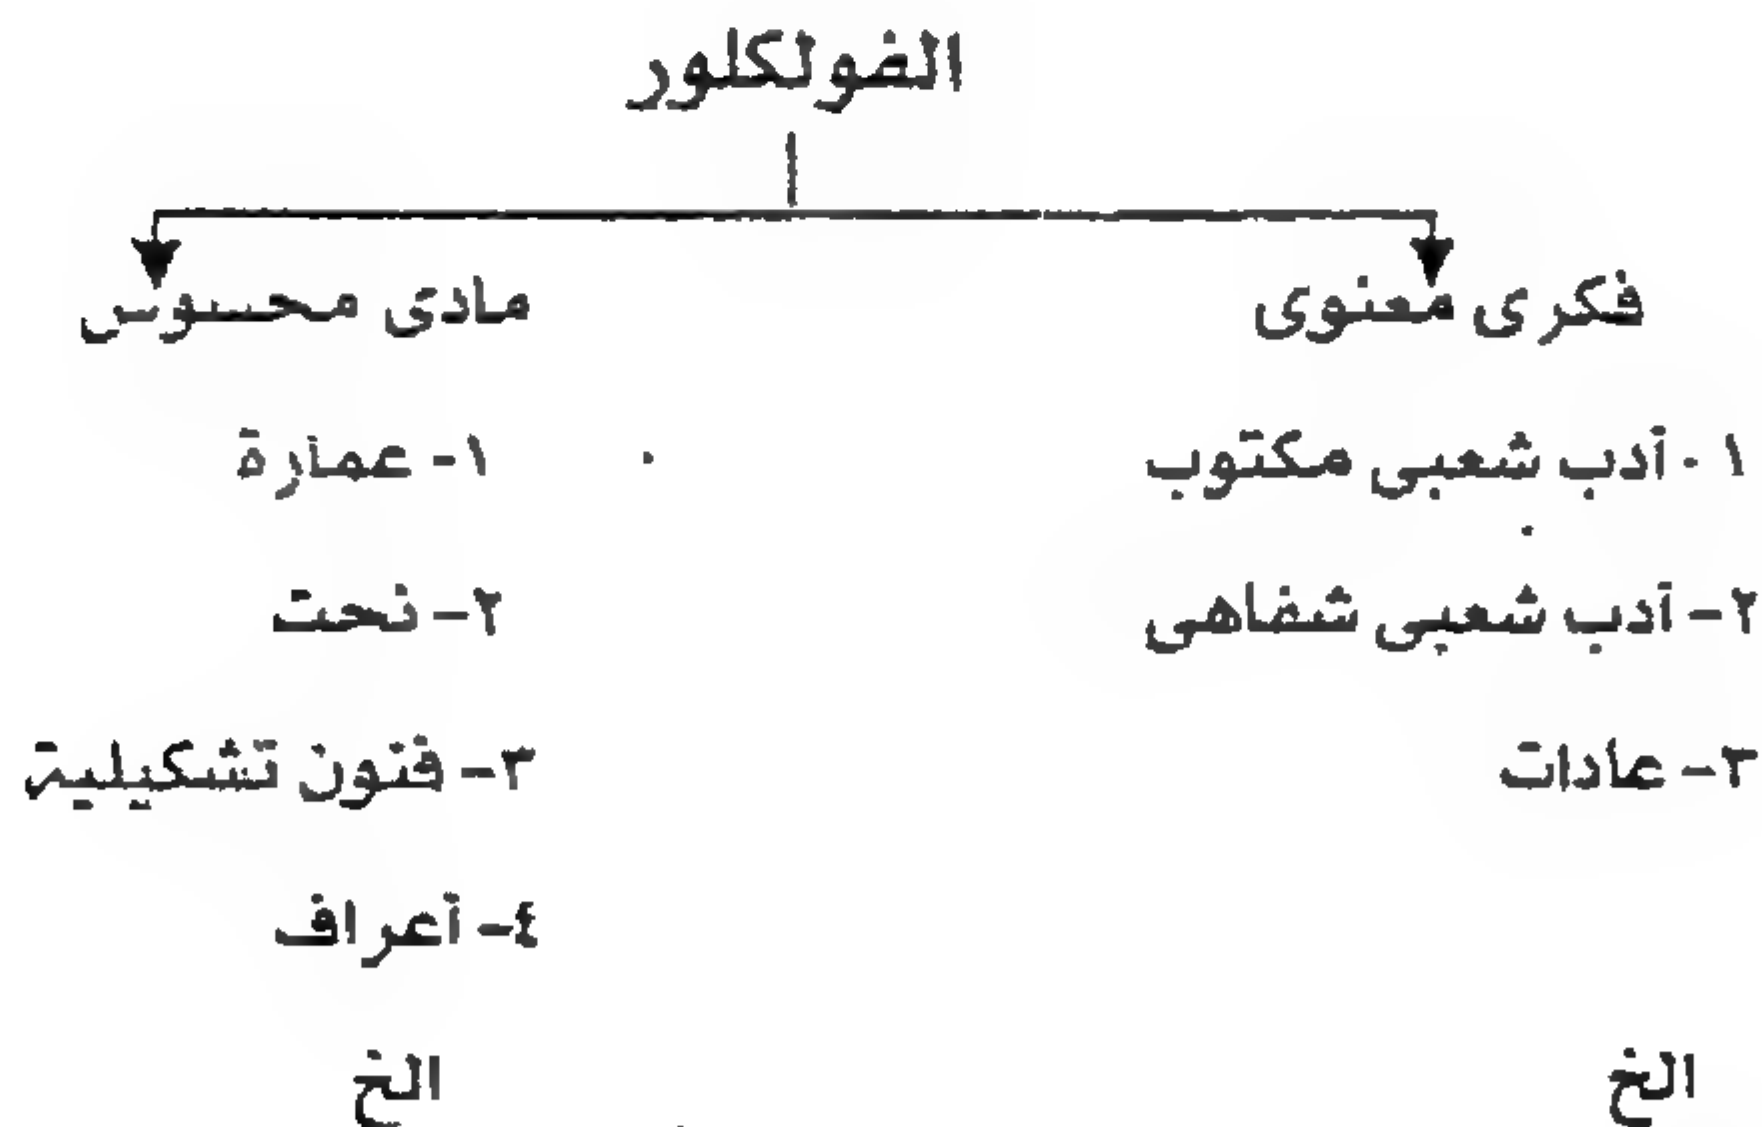 الفولكلور
فكرى معنوى
مادى محسوس
١- أدب شعبى مكتوب
١- عمارة
٢- أدب شعبى شفاهى
٢- نحت
٣- عادات
٣- فنون تشكيلية
٤- أعراف
الخ
الخ